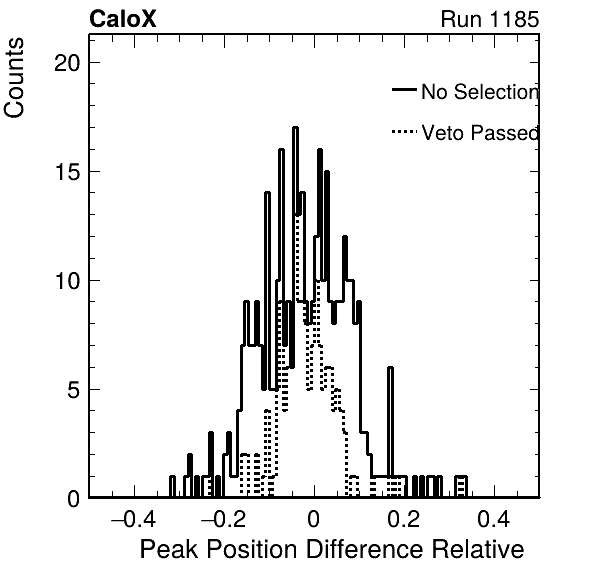 CaloX Run 1185
Counts
20
15
10
5
0
No Selection
Veto Passed
−0.4 −0.2 0 0.2 0.4
Peak Position Difference Relative